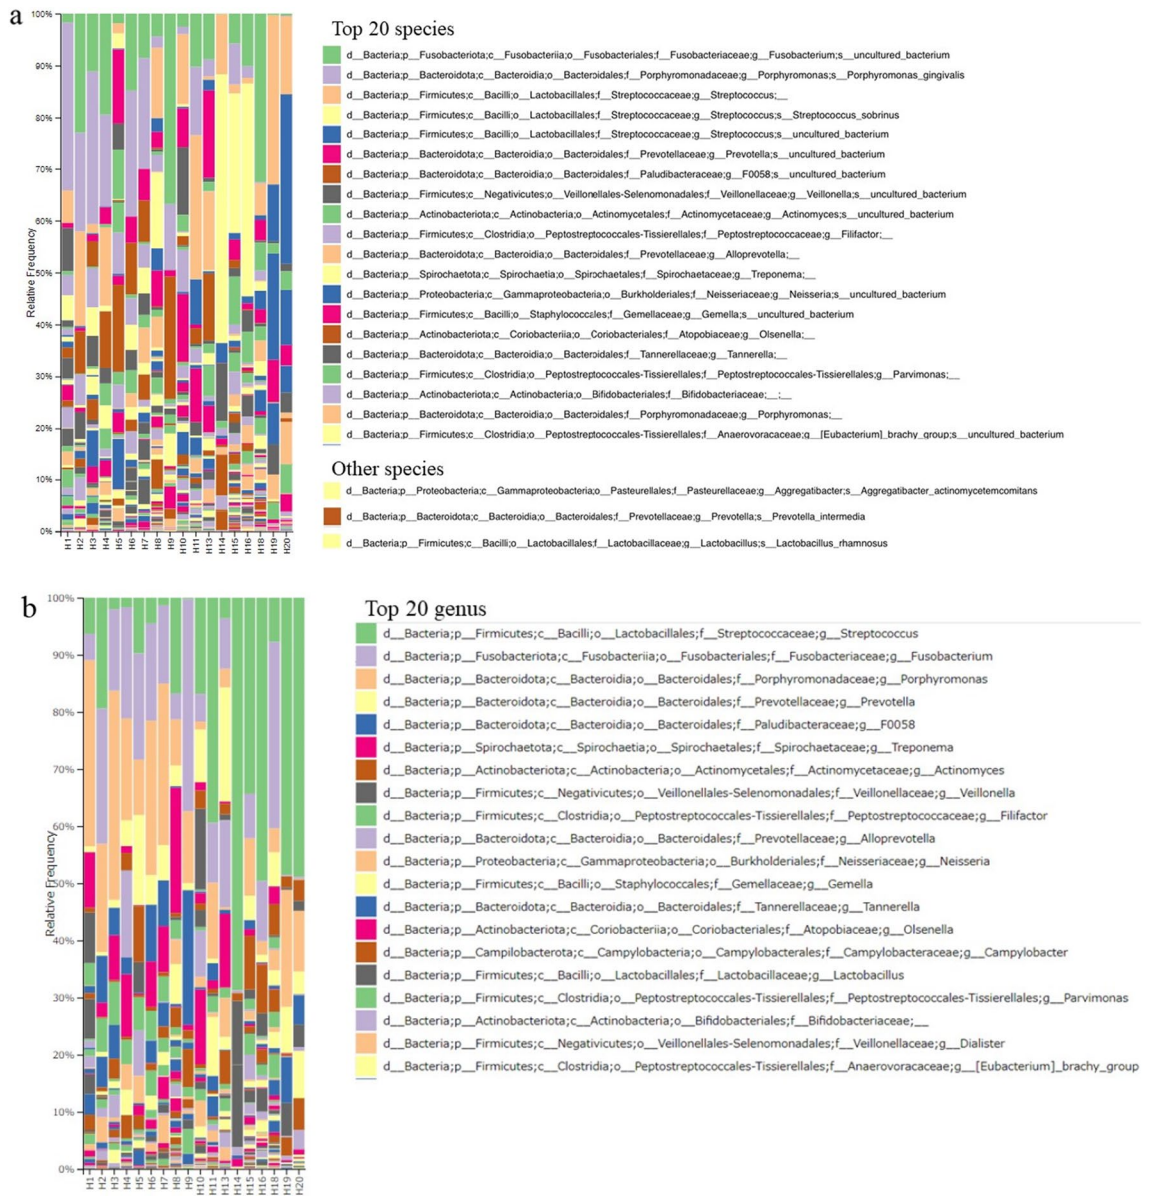 a
100%
90%
80%
70%
60%
50%
40%
30%
20%
10%
0%
Relative Frequency
H1 H2 H3 H4 H5 H6 H7 H8 H9 H10 H11 H13 H14 H15 H16 H18 H19 H20
Top 20 species
d__Bacteria;p__Fusobacteriota;c__Fusobacteriia;o__Fusobacteriales;f__Fusobacteriaceae;g__Fusobacterium;s__uncultured_bacterium
d__Bacteria;p__Bacteroidota;c__Bacteroidia;o__Bacteroidales;f__Porphyromonadaceae;g__Porphyromonas;s__Porphyromonas_gingivalis
d__Bacteria;p__Firmicutes;c__Bacilli;o__Lactobacillales;f__Streptococcaceae;g__Streptococcus;__
d__Bacteria;p__Firmicutes;c__Bacilli;o__Lactobacillales;f__Streptococcaceae;g__Streptococcus;s__Streptococcus_sobrinus
d__Bacteria;p__Firmicutes;c__Bacilli;o__Lactobacillales;f__Streptococcaceae;g__Streptococcus;s__uncultured_bacterium
d__Bacteria;p__Bacteroidota;c__Bacteroidia;o__Bacteroidales;f__Prevotellaceae;g__Prevotella;s__uncultured_bacterium
d__Bacteria;p__Bacteroidota;c__Bacteroidia;o__Bacteroidales;f__Paludibacteraceae;g__F0058;s__uncultured_bacterium
d__Bacteria;p__Firmicutes;c__Negativicutes;o__Veillonellales-Selenomonadales;f__Veillonellaceae;g__Veillonella;s__uncultured_bacterium
d__Bacteria;p__Actinobacteriota;c__Actinobacteria;o__Actinomycetales;f__Actinomycetaceae;g__Actinomyces;s__uncultured_bacterium
d__Bacteria;p__Firmicutes;c__Clostridia;o__Peptostreptococcales-Tissierellales;f__Peptostreptococcaceae;g__Filifactor;__
d__Bacteria;p__Bacteroidota;c__Bacteroidia;o__Bacteroidales;f__Prevotellaceae;g__Alloprevotella;__
d__Bacteria;p__Spirochaetota;c__Spirochaetia;o__Spirochaetales;f__Spirochaetaceae;g__Treponema;__
d__Bacteria;p__Proteobacteria;c__Gammaproteobacteria;o__Burkholderiales;f__Neisseriaceae;g__Neisseria;s__uncultured_bacterium
d__Bacteria;p__Firmicutes;c__Bacilli;o__Staphylococcales;f__Gemellaceae;g__Gemella;s__uncultured_bacterium
d__Bacteria;p__Actinobacteriota;c__Coriobacteriia;o__Coriobacteriales;f__Atopobiaceae;g__Olsenella;__
d__Bacteria;p__Bacteroidota;c__Bacteroidia;o__Bacteroidales;f__Tannerellaceae;g__Tannerella;__
d__Bacteria;p__Firmicutes;c__Clostridia;o__Peptostreptococcales-Tissierellales;f__Peptostreptococcales-Tissierellales;g__Parvimonas;__
d__Bacteria;p__Actinobacteriota;c__Actinobacteria;o__Bifidobacteriales;f__Bifidobacteriaceae;__;__
d__Bacteria;p__Bacteroidota;c__Bacteroidia;o__Bacteroidales;f__Porphyromonadaceae;g__Porphyromonas;__
d__Bacteria;p__Firmicutes;c__Clostridia;o__Peptostreptococcales-Tissierellales;f__Anaerovoracaceae;g__[Eubacterium]_brachy_group;s__uncultured_bacterium
Other species
d__Bacteria;p__Proteobacteria;c__Gammaproteobacteria;o__Pasteurellales;f__Pasteurellaceae;g__Aggregatibacter;s__Aggregatibacter_actinomycetemcomitans
d__Bacteria;p__Bacteroidota;c__Bacteroidia;o__Bacteroidales;f__Prevotellaceae;g__Prevotella;s__Prevotella_intermedia
d__Bacteria;p__Firmicutes;c__Bacilli;o__Lactobacillales;f__Lactobacillaceae;g__Lactobacillus;s__Lactobacillus_rhamnosus
b
100%
90%
80%
70%
60%
50%
40%
30%
20%
10%
0%
Relative Frequency
H1 H2 H3 H4 H5 H6 H7 H8 H9 H10 H11 H13 H14 H15 H16 H18 H19 H20
Top 20 genus
d__Bacteria;p__Firmicutes;c__Bacilli;o__Lactobacillales;f__Streptococcaceae;g__Streptococcus
d__Bacteria;p__Fusobacteriota;c__Fusobacteriia;o__Fusobacteriales;f__Fusobacteriaceae;g__Fusobacterium
d__Bacteria;p__Bacteroidota;c__Bacteroidia;o__Bacteroidales;f__Porphyromonadaceae;g__Porphyromonas
d__Bacteria;p__Bacteroidota;c__Bacteroidia;o__Bacteroidales;f__Prevotellaceae;g__Prevotella
d__Bacteria;p__Bacteroidota;c__Bacteroidia;o__Bacteroidales;f__Paludibacteraceae;g__F0058
d__Bacteria;p__Spirochaetota;c__Spirochaetia;o__Spirochaetales;f__Spirochaetaceae;g__Treponema
d__Bacteria;p__Actinobacteriota;c__Actinobacteria;o__Actinomycetales;f__Actinomycetaceae;g__Actinomyces
d__Bacteria;p__Firmicutes;c__Negativicutes;o__Veillonellales-Selenomonadales;f__Veillonellaceae;g__Veillonella
d__Bacteria;p__Firmicutes;c__Clostridia;o__Peptostreptococcales-Tissierellales;f__Peptostreptococcaceae;g__Filifactor
d__Bacteria;p__Bacteroidota;c__Bacteroidia;o__Bacteroidales;f__Prevotellaceae;g__Alloprevotella
d__Bacteria;p__Proteobacteria;c__Gammaproteobacteria;o__Burkholderiales;f__Neisseriaceae;g__Neisseria
d__Bacteria;p__Firmicutes;c__Bacilli;o__Staphylococcales;f__Gemellaceae;g__Gemella
d__Bacteria;p__Bacteroidota;c__Bacteroidia;o__Bacteroidales;f__Tannerellaceae;g__Tannerella
d__Bacteria;p__Actinobacteriota;c__Coriobacteriia;o__Coriobacteriales;f__Atopobiaceae;g__Olsenella
d__Bacteria;p__Campilobacterota;c__Campylobacteria;o__Campylobacterales;f__Campylobacteraceae;g__Campylobacter
d__Bacteria;p__Firmicutes;c__Bacilli;o__Lactobacillales;f__Lactobacillaceae;g__Lactobacillus
d__Bacteria;p__Firmicutes;c__Clostridia;o__Peptostreptococcales-Tissierellales;f__Peptostreptococcales-Tissierellales;g__Parvimonas
d__Bacteria;p__Actinobacteriota;c__Actinobacteria;o__Bifidobacteriales;f__Bifidobacteriaceae;__
d__Bacteria;p__Firmicutes;c__Negativicutes;o__Veillonellales-Selenomonadales;f__Veillonellaceae;g__Dialister
d__Bacteria;p__Firmicutes;c__Clostridia;o__Peptostreptococcales-Tissierellales;f__Anaerovoracaceae;g__[Eubacterium]_brachy_group